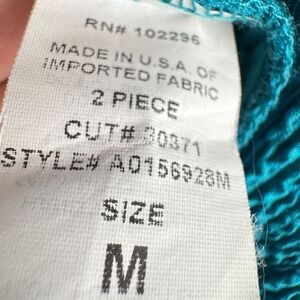 RN# 102296
MADE IN U.S.A. OF
IMPORTED FABRIC
2 PIECE
CUT# 30371
STYLE# A0156928M
SIZE
M